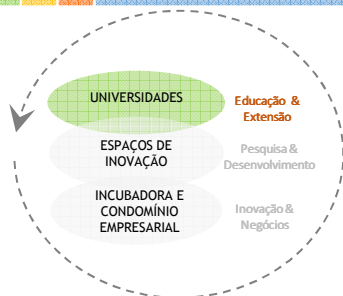 UNIVERSIDADES
Educação &
Extensão
ESPAÇOS DE
INOVAÇÃO
Pesquisa &
Desenvolvimento
INCUBADORA E
CONDOMÍNIO
EMPRESARIAL
Inovação &
Negócios